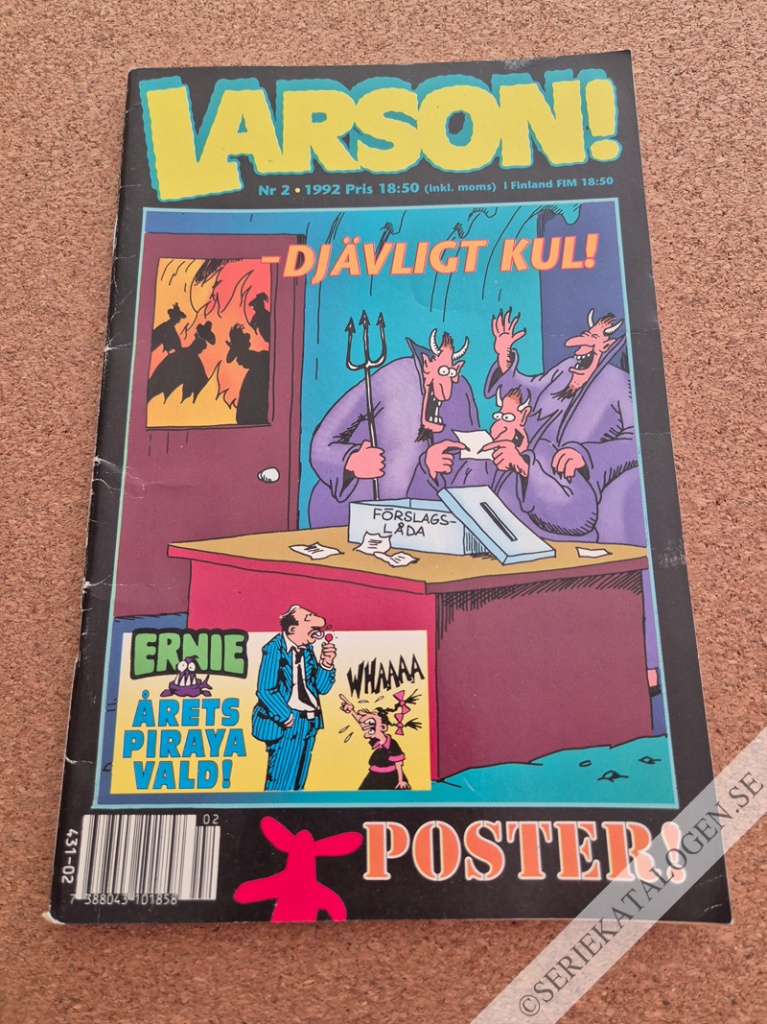 LARSON!
Nr 2 • 1992 Pris 18:50 (inkl. moms) I Finland FIM 18:50
–DJÄVLIGT KUL!
FÖRSLAGS-
LÅDA
ERNIE
ÅRETS
PIRAYA
VALD!
WHAAAA
02
431-02
7 388043 101858
POSTER!
©SERIEKATALOGEN.SE